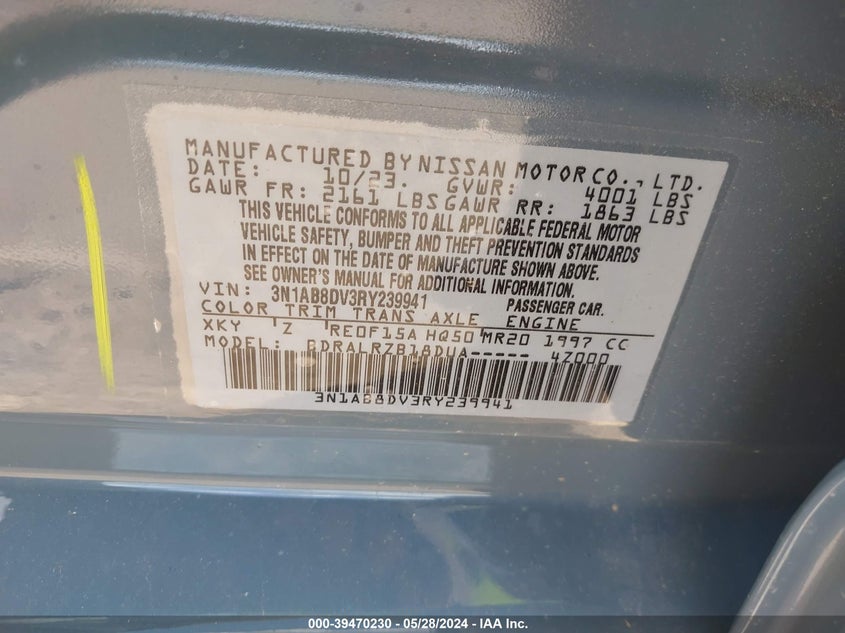 MANUFACTURED BY NISSAN MOTOR CO., LTD.
DATE: 10/23. GVWR: 4001 LBS
GAWR FR: 2161 LBS GAWR RR: 1863 LBS
THIS VEHICLE CONFORMS TO ALL APPLICABLE FEDERAL MOTOR
VEHICLE SAFETY, BUMPER AND THEFT PREVENTION STANDARDS
IN EFFECT ON THE DATE OF MANUFACTURE SHOWN ABOVE.
SEE OWNER'S MANUAL FOR ADDITIONAL INFORMATION.
VIN: 3N1AB8DV3RY239941 PASSENGER CAR.
COLOR TRIM TRANS AXLE ENGINE
XKY Z RE0F15A HQ50 MR20 1997 CC
MODEL: BDRALRZB18DUA----- 4Z000
3N1AB8DV3RY239941
000-39470230 - 05/28/2024 - IAA Inc.